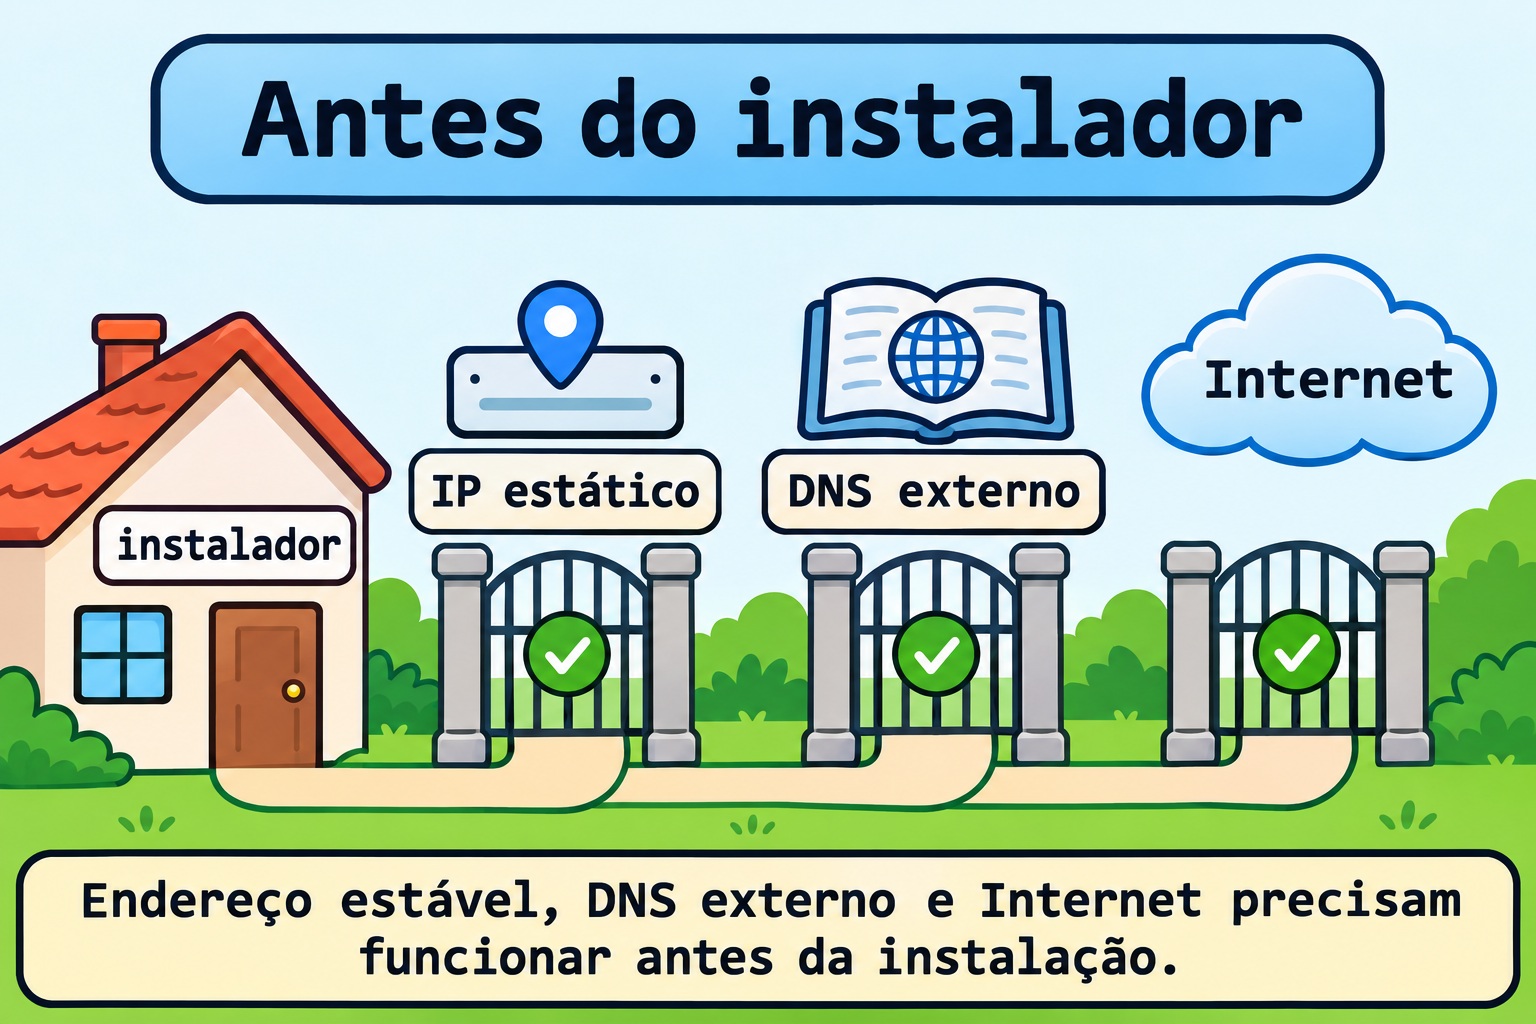 Antes do instalador
Internet
IP estático
DNS externo
instalador
Endereço estável, DNS externo e Internet precisam
funcionar antes da instalação.